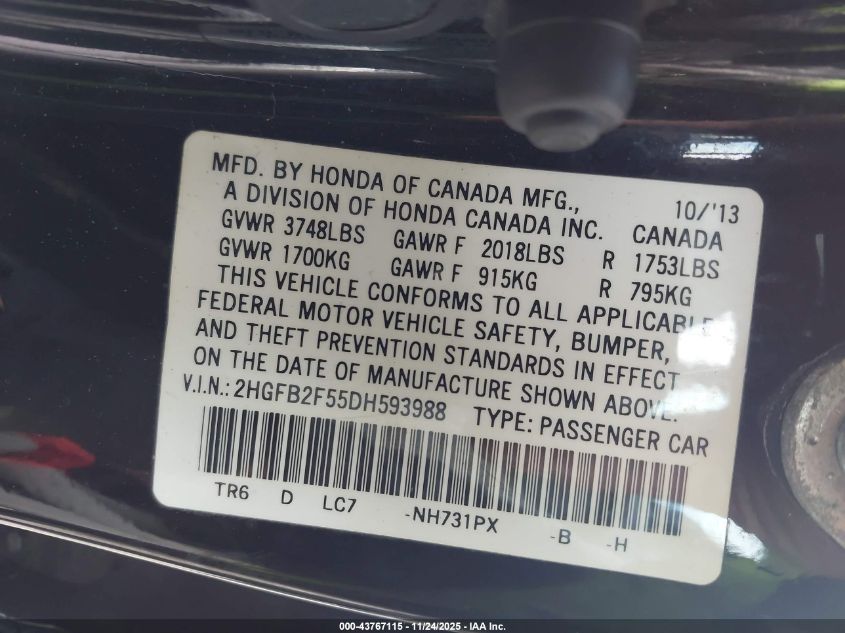 MFD. BY HONDA OF CANADA MFG., 10/'13
A DIVISION OF HONDA CANADA INC. CANADA
GVWR 3748LBS GAWR F 2018LBS R 1753LBS
GVWR 1700KG GAWR F 915KG R 795KG
THIS VEHICLE CONFORMS TO ALL APPLICABLE
FEDERAL MOTOR VEHICLE SAFETY, BUMPER,
AND THEFT PREVENTION STANDARDS IN EFFECT
ON THE DATE OF MANUFACTURE SHOWN ABOVE.
V.I.N.: 2HGFB2F55DH593988 TYPE: PASSENGER CAR
TR6 D LC7 -NH731PX -B -H
000-43767115 - 11/24/2025 - IAA Inc.